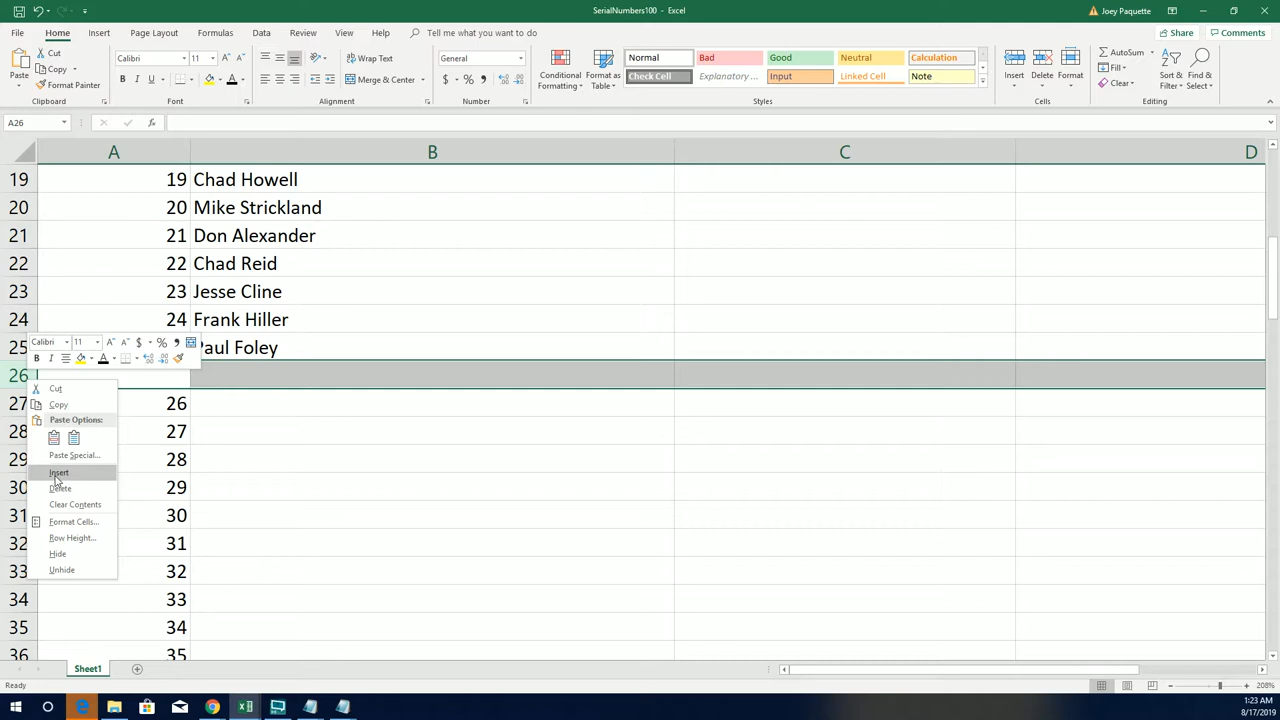 SerialNumbers100 - Excel
Joey Paquette
File Home Insert Page Layout Formulas Data Review View Help Tell me what you want to do
Share Comments
Paste Cut Copy Format Painter Clipboard
Calibri 11 B I U Font
Wrap Text Merge & Center Alignment
General $ % , Number
Conditional Formatting Format as Table
Normal Bad Good Neutral Calculation
Check Cell Explanatory ... Input Linked Cell Note
Styles
Insert Delete Format Cells
AutoSum Fill Clear Sort & Filter Find & Select Editing
A26 fx
A B C D
19 19 Chad Howell
20 20 Mike Strickland
21 21 Don Alexander
22 22 Chad Reid
23 23 Jesse Cline
24 24 Frank Hiller
25 Paul Foley
26
27 26
28 27
29 28
30 29
31 30
32 31
33 32
34 33
35 34
36 35
Calibri 11 A A $ % ,
B I A
Cut
Copy
Paste Options:
Paste Special...
Insert
Delete
Clear Contents
Format Cells...
Row Height...
Hide
Unhide
Sheet1
Ready
208%
1:23 AM
8/17/2019